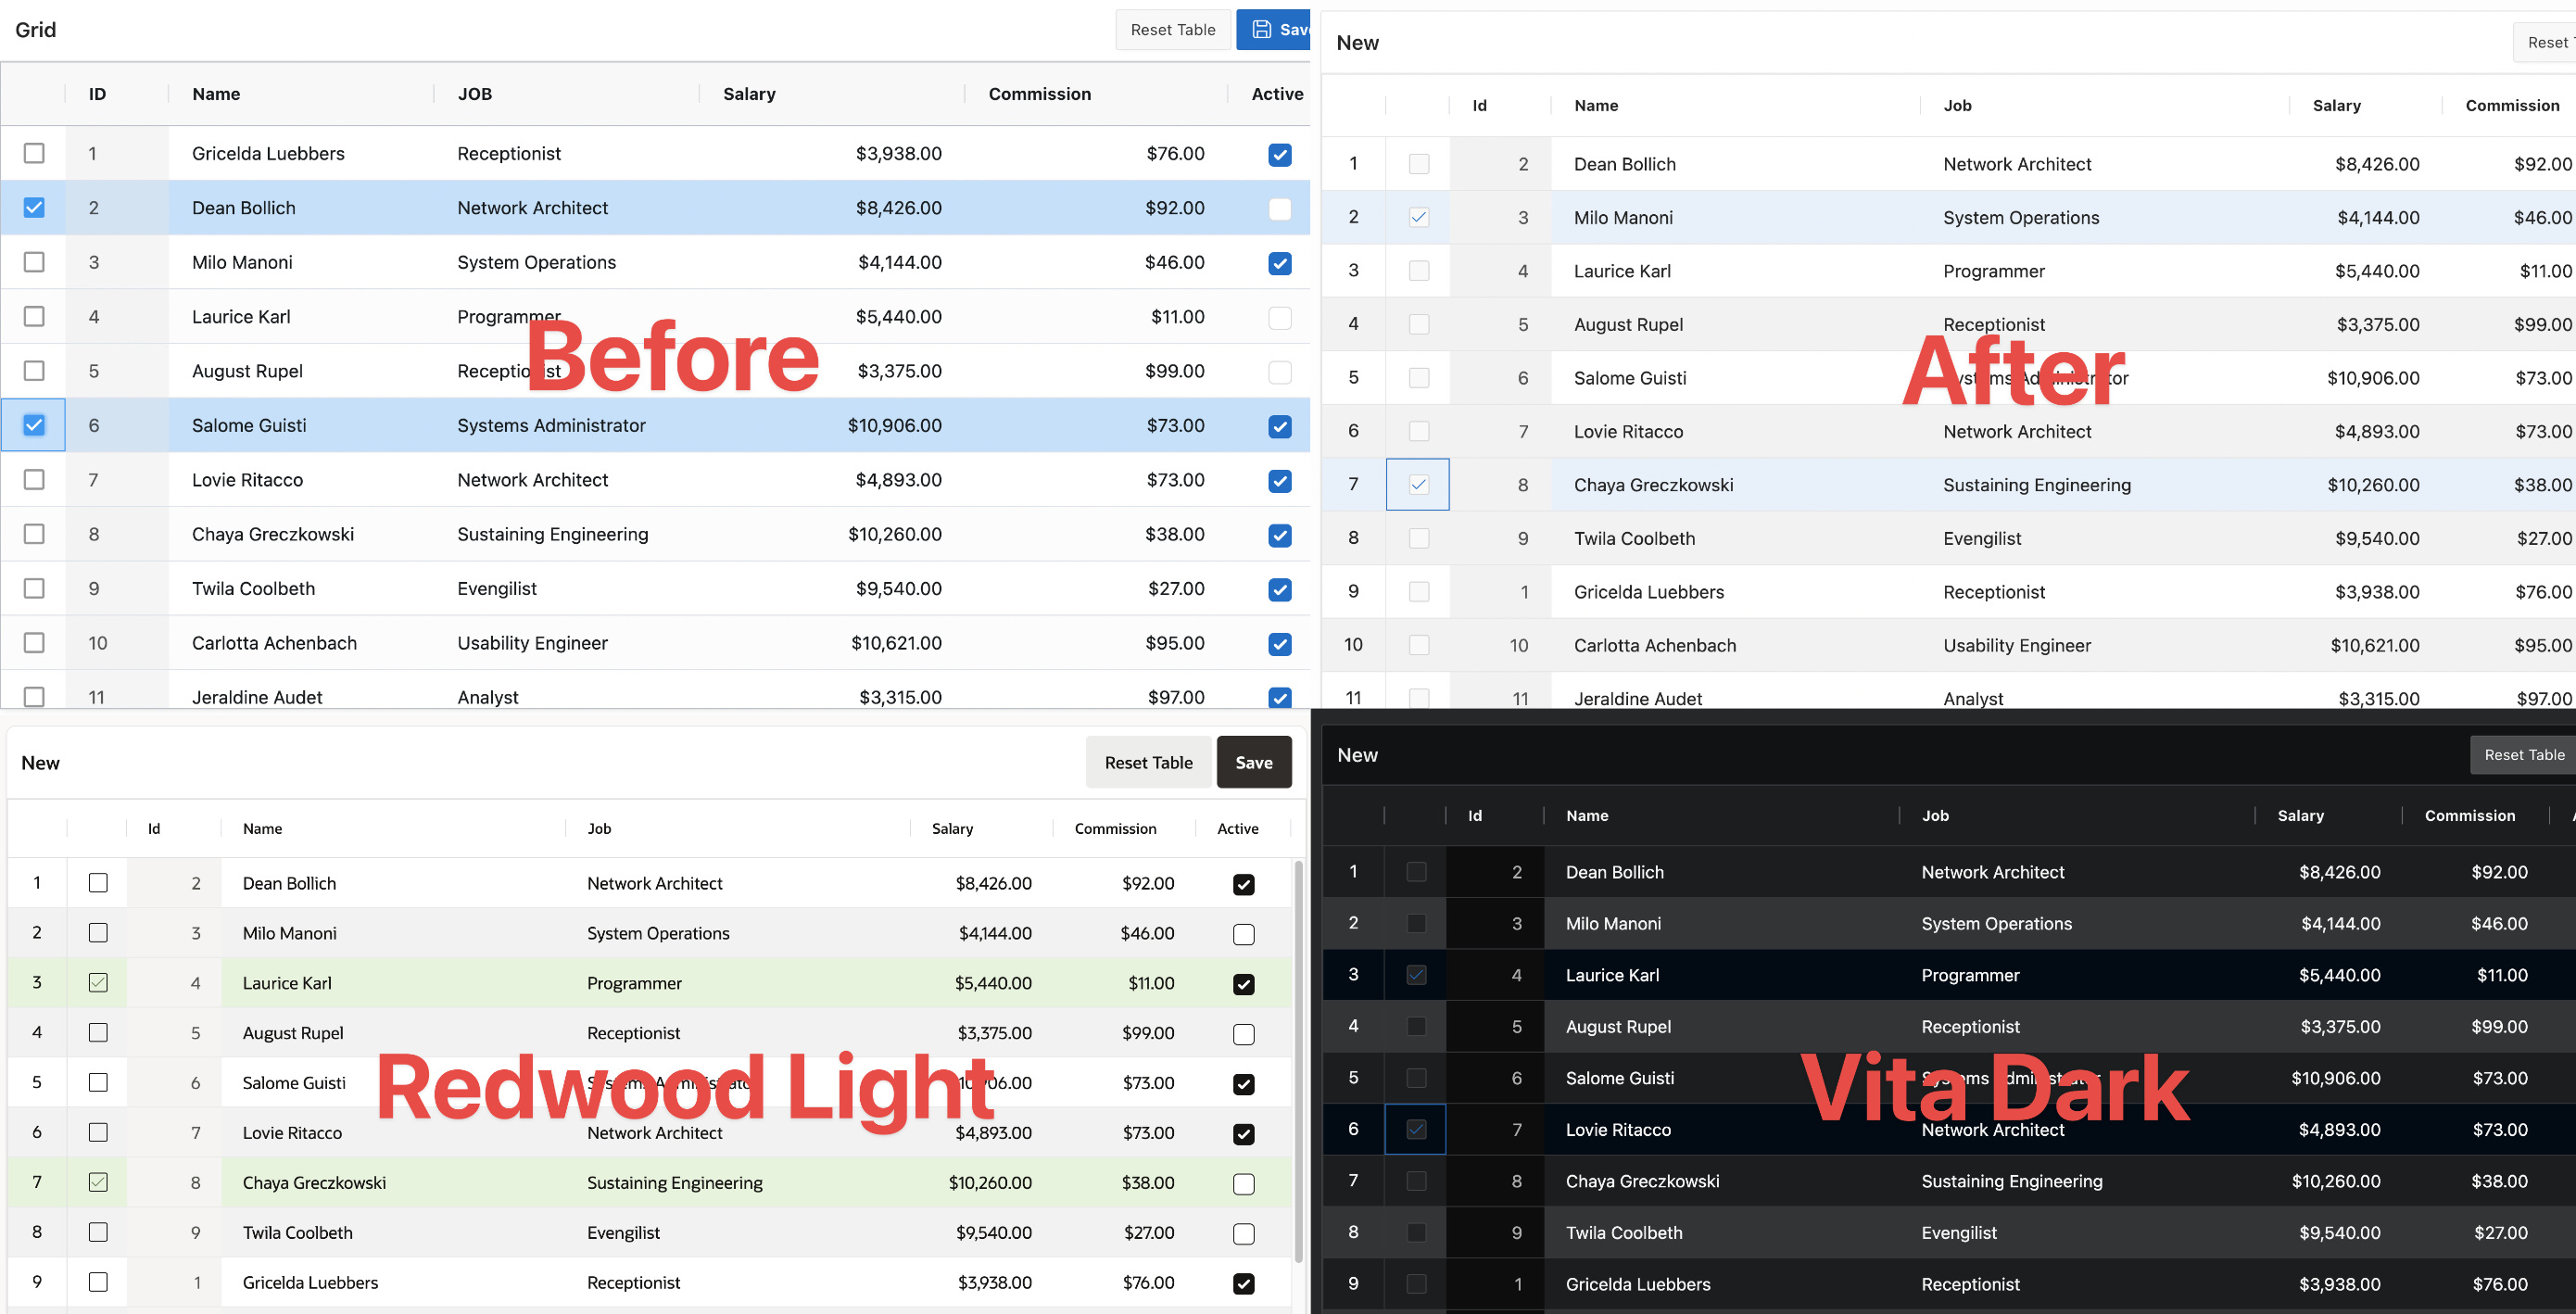 Grid
Reset Table
Save
ID Name JOB Salary Commission Active
1 Gricelda Luebbers Receptionist $3,938.00 $76.00
2 Dean Bollich Network Architect $8,426.00 $92.00
3 Milo Manoni System Operations $4,144.00 $46.00
4 Laurice Karl Programmer $5,440.00 $11.00
5 August Rupel Receptionist $3,375.00 $99.00
6 Salome Guisti Systems Administrator $10,906.00 $73.00
7 Lovie Ritacco Network Architect $4,893.00 $73.00
8 Chaya Greczkowski Sustaining Engineering $10,260.00 $38.00
9 Twila Coolbeth Evengilist $9,540.00 $27.00
10 Carlotta Achenbach Usability Engineer $10,621.00 $95.00
11 Jeraldine Audet Analyst $3,315.00 $97.00
Before
New
Reset
Id Name Job Salary Commission
1 2 Dean Bollich Network Architect $8,426.00 $92.00
2 3 Milo Manoni System Operations $4,144.00 $46.00
3 4 Laurice Karl Programmer $5,440.00 $11.00
4 5 August Rupel Receptionist $3,375.00 $99.00
5 6 Salome Guisti Systems Administrator $10,906.00 $73.00
6 7 Lovie Ritacco Network Architect $4,893.00 $73.00
7 8 Chaya Greczkowski Sustaining Engineering $10,260.00 $38.00
8 9 Twila Coolbeth Evengilist $9,540.00 $27.00
9 1 Gricelda Luebbers Receptionist $3,938.00 $76.00
10 10 Carlotta Achenbach Usability Engineer $10,621.00 $95.00
11 11 Jeraldine Audet Analyst $3,315.00 $97.00
After
New
Reset Table
Save
Id Name Job Salary Commission Active
1 2 Dean Bollich Network Architect $8,426.00 $92.00
2 3 Milo Manoni System Operations $4,144.00 $46.00
3 4 Laurice Karl Programmer $5,440.00 $11.00
4 5 August Rupel Receptionist $3,375.00 $99.00
5 6 Salome Guisti Systems Administrator $10,906.00 $73.00
6 7 Lovie Ritacco Network Architect $4,893.00 $73.00
7 8 Chaya Greczkowski Sustaining Engineering $10,260.00 $38.00
8 9 Twila Coolbeth Evengilist $9,540.00 $27.00
9 1 Gricelda Luebbers Receptionist $3,938.00 $76.00
Redwood Light
New
Reset Table
Id Name Job Salary Commission
1 2 Dean Bollich Network Architect $8,426.00 $92.00
2 3 Milo Manoni System Operations $4,144.00 $46.00
3 4 Laurice Karl Programmer $5,440.00 $11.00
4 5 August Rupel Receptionist $3,375.00 $99.00
5 6 Salome Guisti Systems Administrator $10,906.00 $73.00
6 7 Lovie Ritacco Network Architect $4,893.00 $73.00
7 8 Chaya Greczkowski Sustaining Engineering $10,260.00 $38.00
8 9 Twila Coolbeth Evengilist $9,540.00 $27.00
9 1 Gricelda Luebbers Receptionist $3,938.00 $76.00
Vita Dark